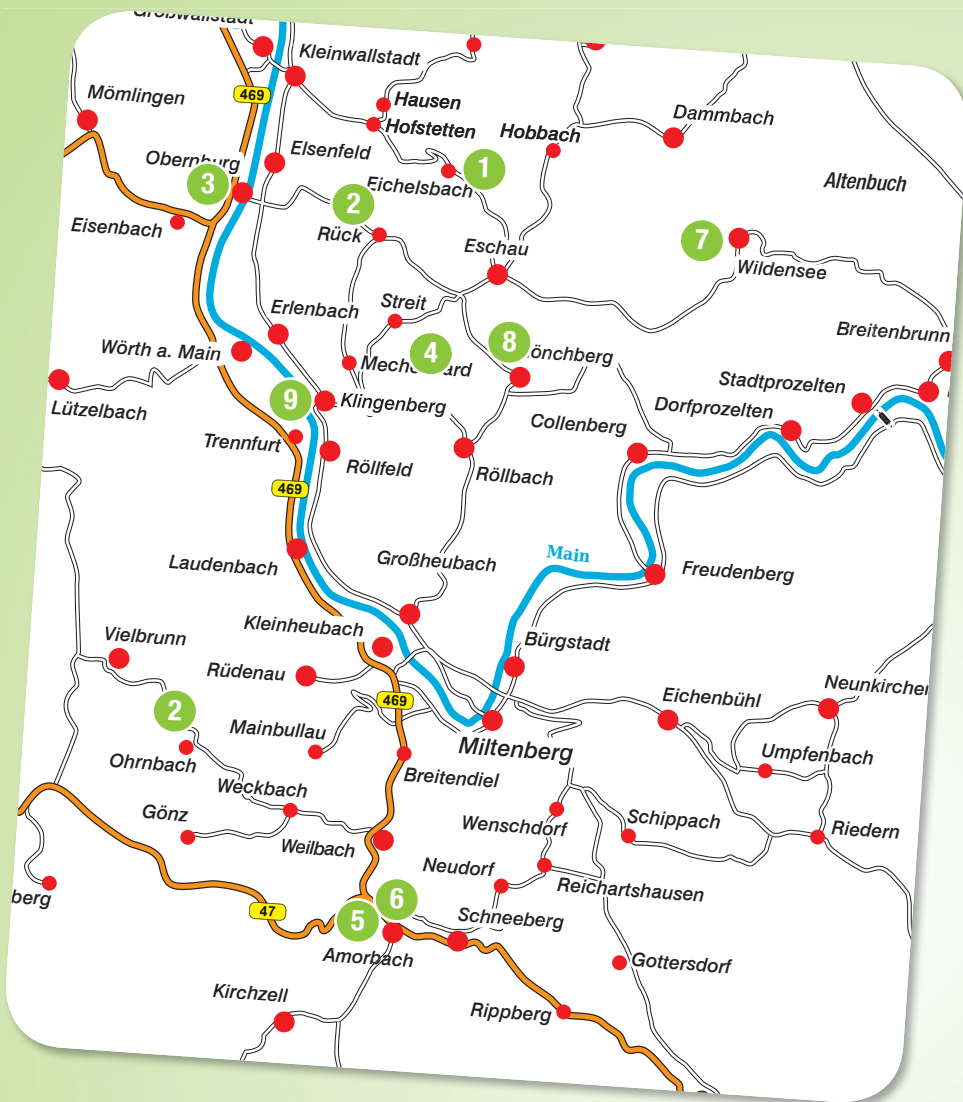 Großwallstadt
Kleinwallstadt
469
Mömlingen
Hausen
Hofstetten
Hobbach
Dammbach
Obernburg
Elsenfeld
3
1
Eichelsbach
Altenbuch
2
Eisenbach
Rück
Eschau
7
Wildensee
Erlenbach
Streit
Breitenbrunn
Wörth a. Main
4
8
Stadtprozelten
Lützelbach
9
Klingenberg
Dorfprozelten
Collenberg
Trennfurt
Röllfeld
Röllbach
469
Laudenbach
Großheubach
Main
Freudenberg
Kleinheubach
Vielbrunn
Bürgstadt
Rüdenau
469
Eichenbühl
2
Mainbullau
Miltenberg
Umpfenbach
Ohrnbach
Breitendiel
Weckbach
Gönz
Wenschdorf
Schippach
Riedern
Weilbach
Neudorf
Reichartshausen
berg
47
6
5
Schneeberg
Amorbach
Gottersdorf
Kirchzell
Rippberg